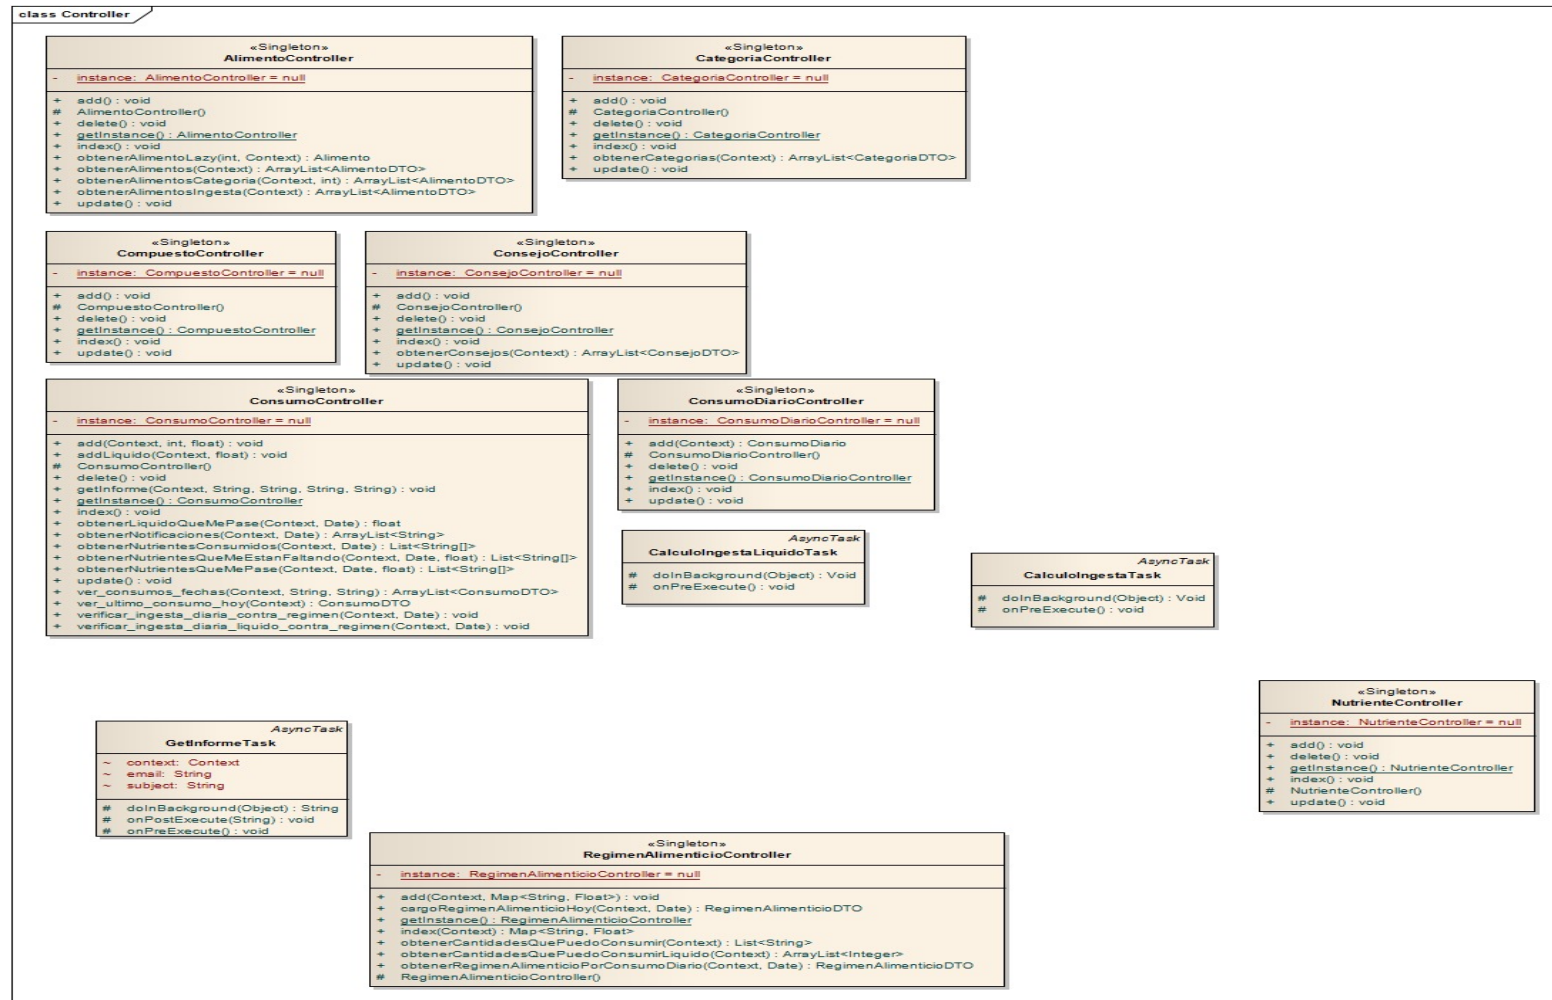 class Controller
«Singleton»
AlimentoController
- instance: AlimentoController = null
+ add() : void
# AlimentoController()
+ delete() : void
+ getInstance() : AlimentoController
+ index() : void
+ obtenerAlimentoLazy(int, Context) : Alimento
+ obtenerAlimentos(Context) : ArrayList<AlimentoDTO>
+ obtenerAlimentosCategoria(Context, int) : ArrayList<AlimentoDTO>
+ obtenerAlimentosIngesta(Context) : ArrayList<AlimentoDTO>
+ update() : void
«Singleton»
CategoriaController
- instance: CategoriaController = null
+ add() : void
# CategoriaController()
+ delete() : void
+ getInstance() : CategoriaController
+ index() : void
+ obtenerCategorias(Context) : ArrayList<CategoriaDTO>
+ update() : void
«Singleton»
CompuestoController
- instance: CompuestoController = null
+ add() : void
# CompuestoController()
+ delete() : void
+ getInstance() : CompuestoController
+ index() : void
+ update() : void
«Singleton»
ConsejoController
- instance: ConsejoController = null
+ add() : void
# ConsejoController()
+ delete() : void
+ getInstance() : ConsejoController
+ index() : void
+ obtenerConsejos(Context) : ArrayList<ConsejoDTO>
+ update() : void
«Singleton»
ConsumoController
- instance: ConsumoController = null
+ add(Context, int, float) : void
+ addLiquido(Context, float) : void
# ConsumoController()
+ delete() : void
+ getInforme(Context, String, String, String, String) : void
+ getInstance() : ConsumoController
+ index() : void
+ obtenerLiquidoQueMePase(Context, Date) : float
+ obtenerNotificaciones(Context, Date) : ArrayList<String>
+ obtenerNutrientesConsumidos(Context, Date) : List<String[]>
+ obtenerNutrientesQueMeEstanFaltando(Context, Date, float) : List<String[]>
+ obtenerNutrientesQueMePase(Context, Date, float) : List<String[]>
+ update() : void
+ ver_consumos_fechas(Context, String, String) : ArrayList<ConsumoDTO>
+ ver_ultimo_consumo_hoy(Context) : ConsumoDTO
+ verificar_ingesta_diaria_contra_regimen(Context, Date) : void
+ verificar_ingesta_diaria_liquido_contra_regimen(Context, Date) : void
«Singleton»
ConsumoDiarioController
- instance: ConsumoDiarioController = null
+ add(Context) : ConsumoDiario
# ConsumoDiarioController()
+ delete() : void
+ getInstance() : ConsumoDiarioController
+ index() : void
+ update() : void
AsyncTask
CalculoIngestaLiquidoTask
# doInBackground(Object) : Void
# onPreExecute() : void
AsyncTask
CalculoIngestaTask
# doInBackground(Object) : Void
# onPreExecute() : void
«Singleton»
NutrienteController
- instance: NutrienteController = null
+ add() : void
+ delete() : void
+ getInstance() : NutrienteController
+ index() : void
# NutrienteController()
+ update() : void
AsyncTask
GetInformeTask
~ context: Context
~ email: String
~ subject: String
# doInBackground(Object) : String
# onPostExecute(String) : void
# onPreExecute() : void
«Singleton»
RegimenAlimenticioController
- instance: RegimenAlimenticioController = null
+ add(Context, Map<String, Float>) : void
+ cargoRegimenAlimenticioHoy(Context, Date) : RegimenAlimenticioDTO
+ getInstance() : RegimenAlimenticioController
+ index(Context) : Map<String, Float>
+ obtenerCantidadesQuePuedoConsumir(Context) : List<String>
+ obtenerCantidadesQuePuedoConsumirLiquido(Context) : ArrayList<Integer>
+ obtenerRegimenAlimenticioPorConsumoDiario(Context, Date) : RegimenAlimenticioDTO
# RegimenAlimenticioController()